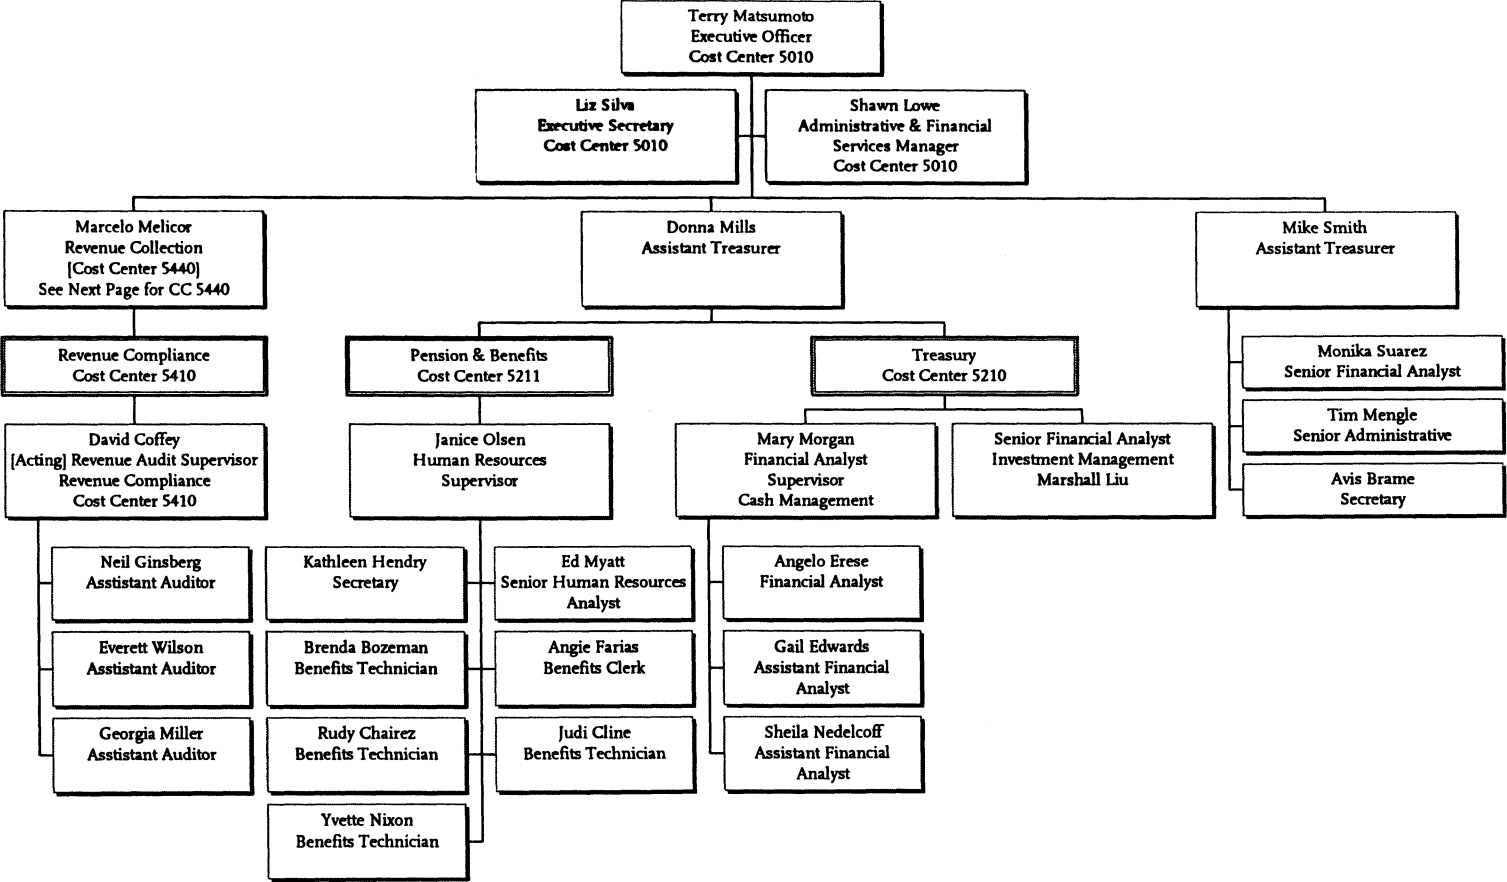 Terry Matsumoto
Executive Officer
Cost Center 5010
Liz Silva
Executive Secretary
Cost Center 5010
Shawn Lowe
Administrative & Financial
Services Manager
Cost Center 5010
Marcelo Melicor
Revenue Collection
[Cost Center 5440]
See Next Page for CC 5440
Donna Mills
Assistant Treasurer
Mike Smith
Assistant Treasurer
Revenue Compliance
Cost Center 5410
Pension & Benefits
Cost Center 5211
Treasury
Cost Center 5210
Monika Suarez
Senior Financial Analyst
Tim Mengle
Senior Administrative
Avis Brame
Secretary
David Coffey
[Acting] Revenue Audit Supervisor
Revenue Compliance
Cost Center 5410
Janice Olsen
Human Resources
Supervisor
Mary Morgan
Financial Analyst
Supervisor
Cash Management
Senior Financial Analyst
Investment Management
Marshall Liu
Neil Ginsberg
Asstistant Auditor
Everett Wilson
Asstistant Auditor
Georgia Miller
Asstistant Auditor
Kathleen Hendry
Secretary
Ed Myatt
Senior Human Resources
Analyst
Brenda Bozeman
Benefits Technician
Angie Farias
Benefits Clerk
Rudy Chairez
Benefits Technician
Judi Cline
Benefits Technician
Yvette Nixon
Benefits Technician
Angelo Erese
Financial Analyst
Gail Edwards
Assistant Financial
Analyst
Sheila Nedelcoff
Assistant Financial
Analyst